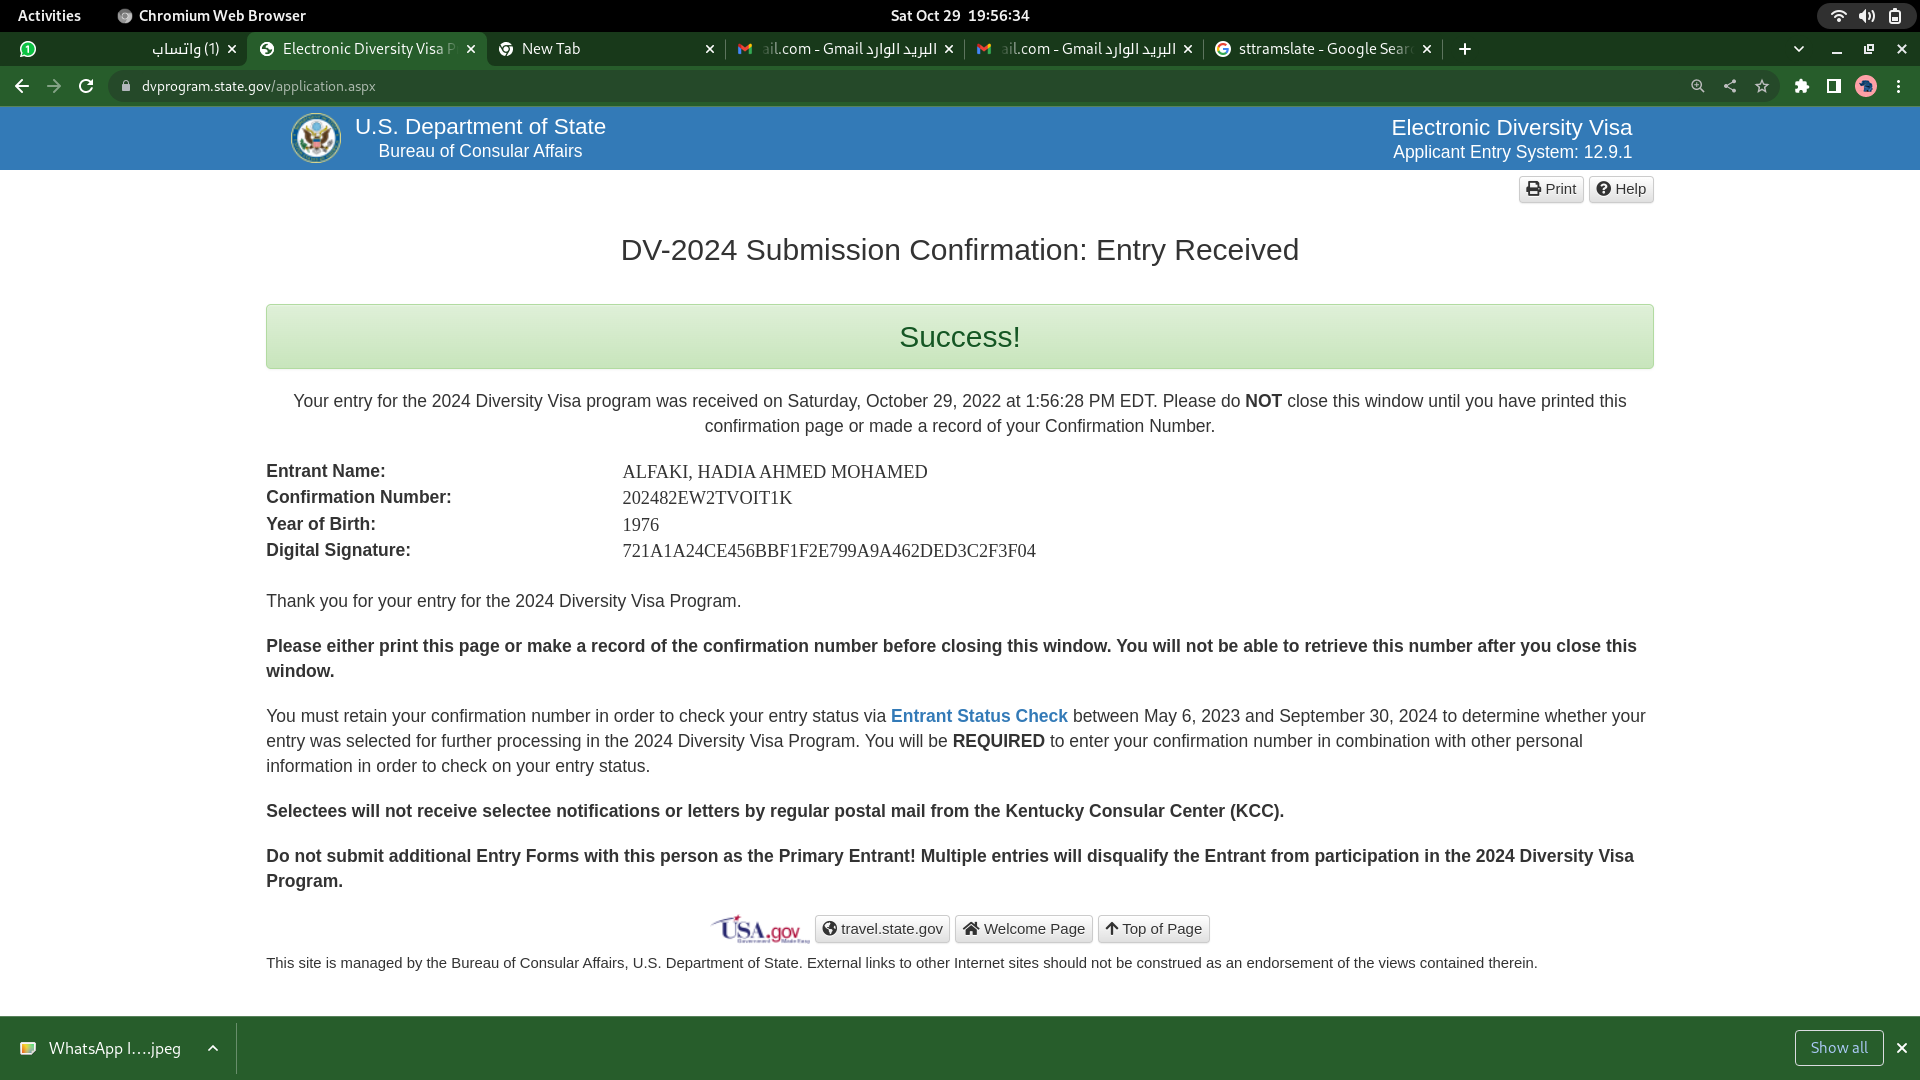 Activities
Chromium Web Browser
Sat Oct 29 19:56:34
1
(1) واتساب
Electronic Diversity Visa P
New Tab
ail.com - Gmail البريد الوارد
ail.com - Gmail البريد الوارد
sttramslate - Google Sear
dvprogram.state.gov/application.aspx
U.S. Department of State
Bureau of Consular Affairs
Electronic Diversity Visa
Applicant Entry System: 12.9.1
Print
Help
DV-2024 Submission Confirmation: Entry Received
Success!
Your entry for the 2024 Diversity Visa program was received on Saturday, October 29, 2022 at 1:56:28 PM EDT. Please do NOT close this window until you have printed this
confirmation page or made a record of your Confirmation Number.
Entrant Name: ALFAKI, HADIA AHMED MOHAMED
Confirmation Number: 202482EW2TVOIT1K
Year of Birth: 1976
Digital Signature: 721A1A24CE456BBF1F2E799A9A462DED3C2F3F04
Thank you for your entry for the 2024 Diversity Visa Program.
Please either print this page or make a record of the confirmation number before closing this window. You will not be able to retrieve this number after you close this
window.
You must retain your confirmation number in order to check your entry status via Entrant Status Check between May 6, 2023 and September 30, 2024 to determine whether your
entry was selected for further processing in the 2024 Diversity Visa Program. You will be REQUIRED to enter your confirmation number in combination with other personal
information in order to check on your entry status.
Selectees will not receive selectee notifications or letters by regular postal mail from the Kentucky Consular Center (KCC).
Do not submit additional Entry Forms with this person as the Primary Entrant! Multiple entries will disqualify the Entrant from participation in the 2024 Diversity Visa
Program.
USA.gov
travel.state.gov
Welcome Page
Top of Page
This site is managed by the Bureau of Consular Affairs, U.S. Department of State. External links to other Internet sites should not be construed as an endorsement of the views contained therein.
WhatsApp I....jpeg
Show all